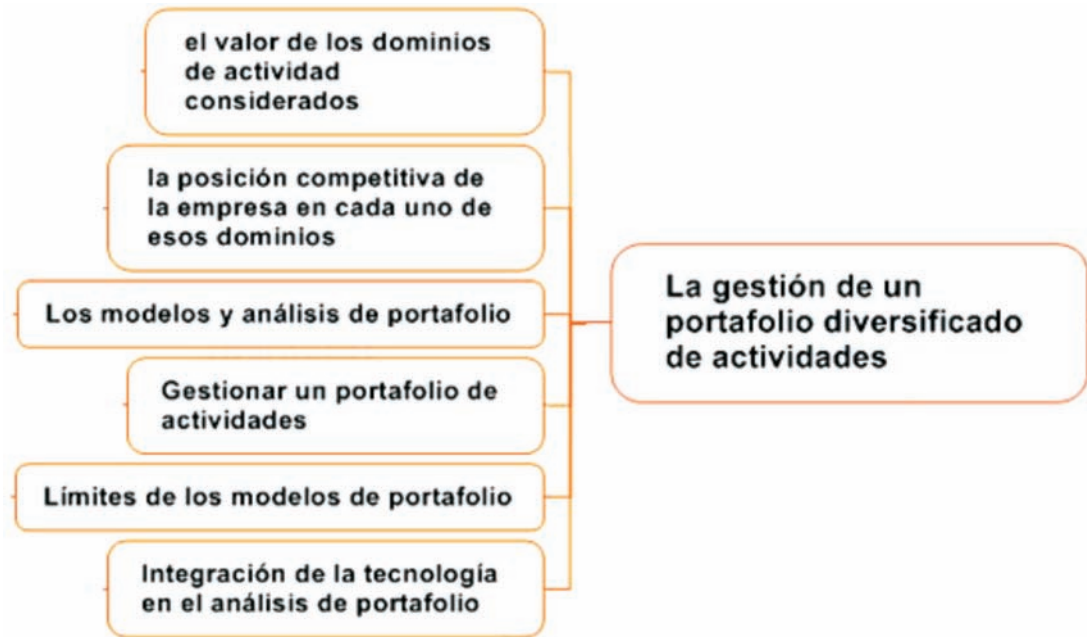 el valor de los dominios
de actividad
considerados
la posición competitiva de
la empresa en cada uno de
esos dominios
Los modelos y análisis de portafolio
Gestionar un portafolio de
actividades
Límites de los modelos de portafolio
Integración de la tecnología
en el análisis de portafolio
La gestión de un
portafolio diversificado
de actividades